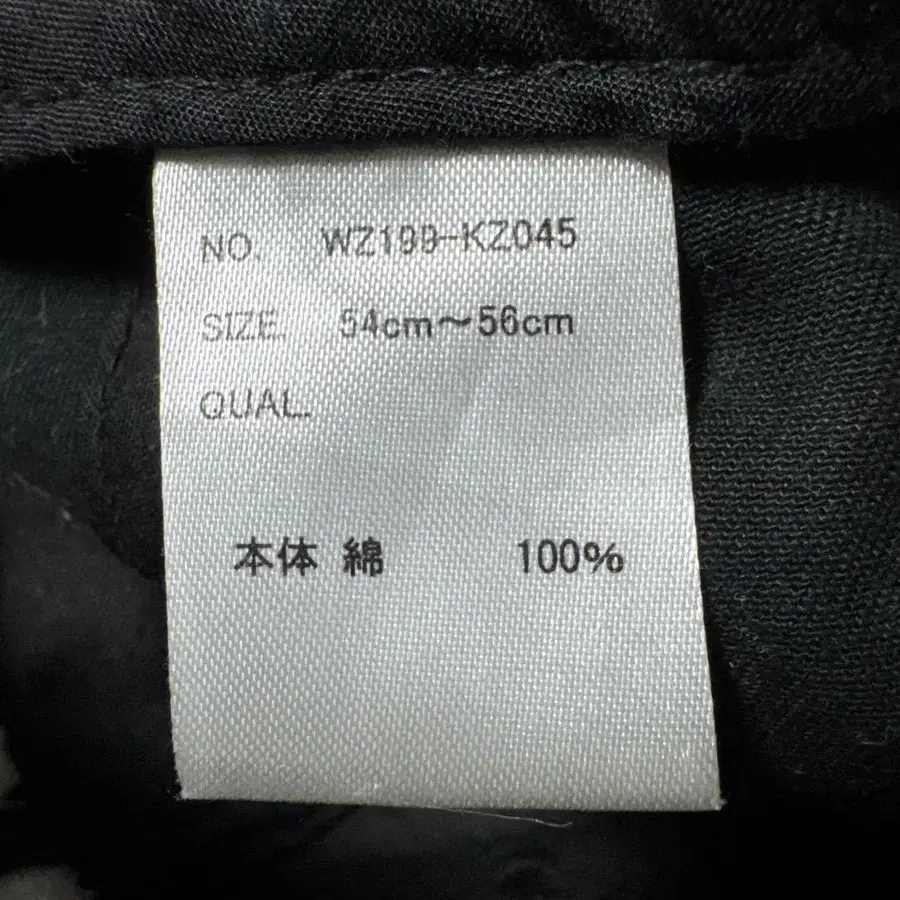 NO. WZ199-KZ045
SIZE 54cm～56cm
QUAL.
本体 綿 100%